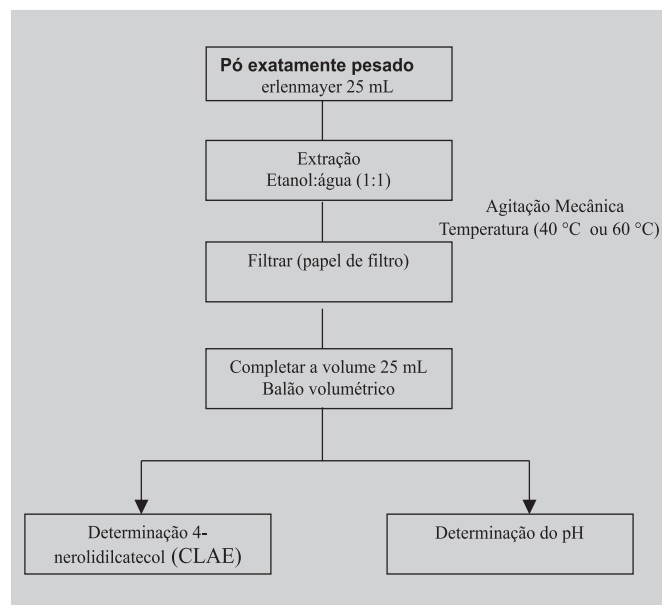 Pó exatamente pesado
erlenmayer 25 mL
Extração
Etanol:água (1:1)
Agitação Mecânica
Temperatura (40 °C ou 60 °C)
Filtrar (papel de filtro)
Completar a volume 25 mL
Balão volumétrico
Determinação 4-
nerolidilcatecol (CLAE)
Determinação do pH